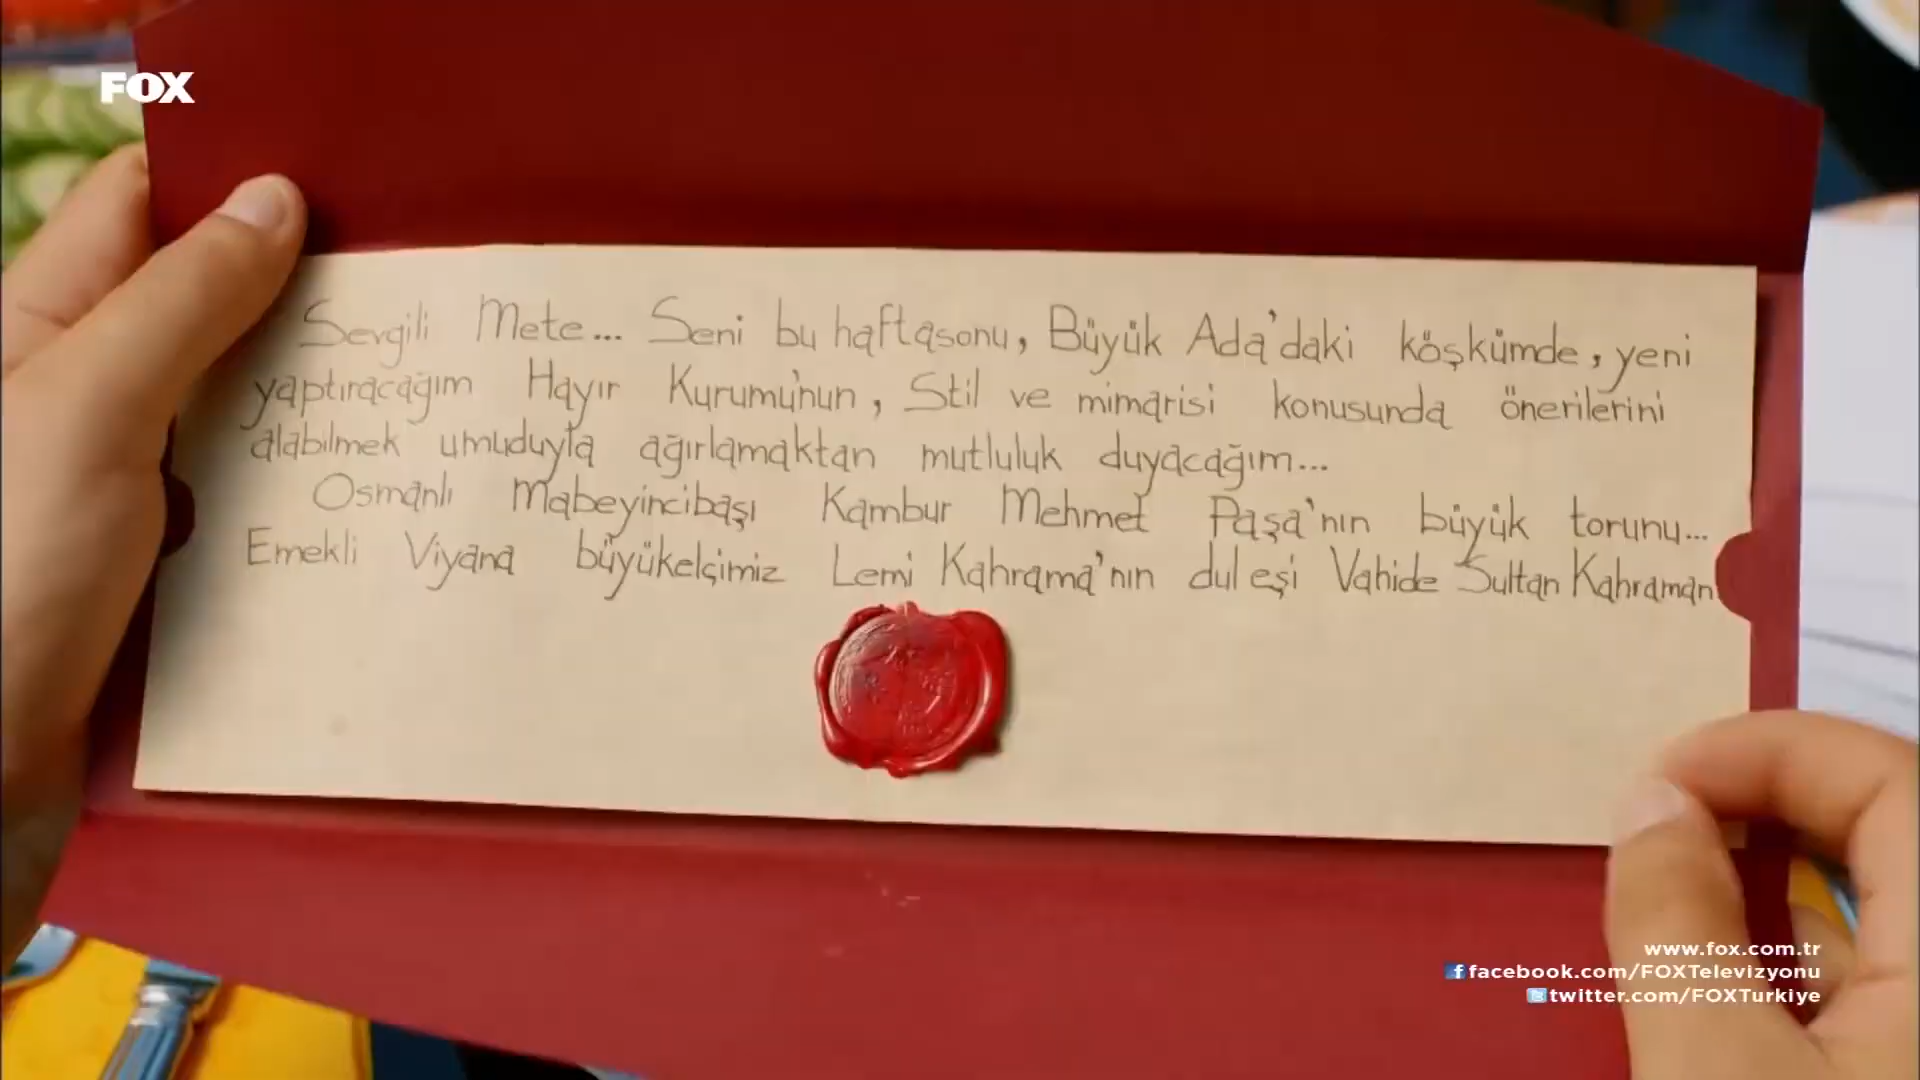 FOX
Sevgili Mete... Seni bu haftasonu, Büyük Ada'daki köşkümde, yeni
yaptıracağım Hayır Kurumu'nun, Stil ve mimarisi konusunda önerilerini
alabilmek umuduyla ağırlamaktan mutluluk duyacağım...
Osmanlı Mabeyincibaşı Kambur Mehmet Paşa'nın büyük torunu...
Emekli Viyana büyükelçimiz Lemi Kahrama'nın dul eşi Vahide Sultan Kahraman
www.fox.com.tr
facebook.com/FOXTelevizyonu
twitter.com/FOXTurkiye